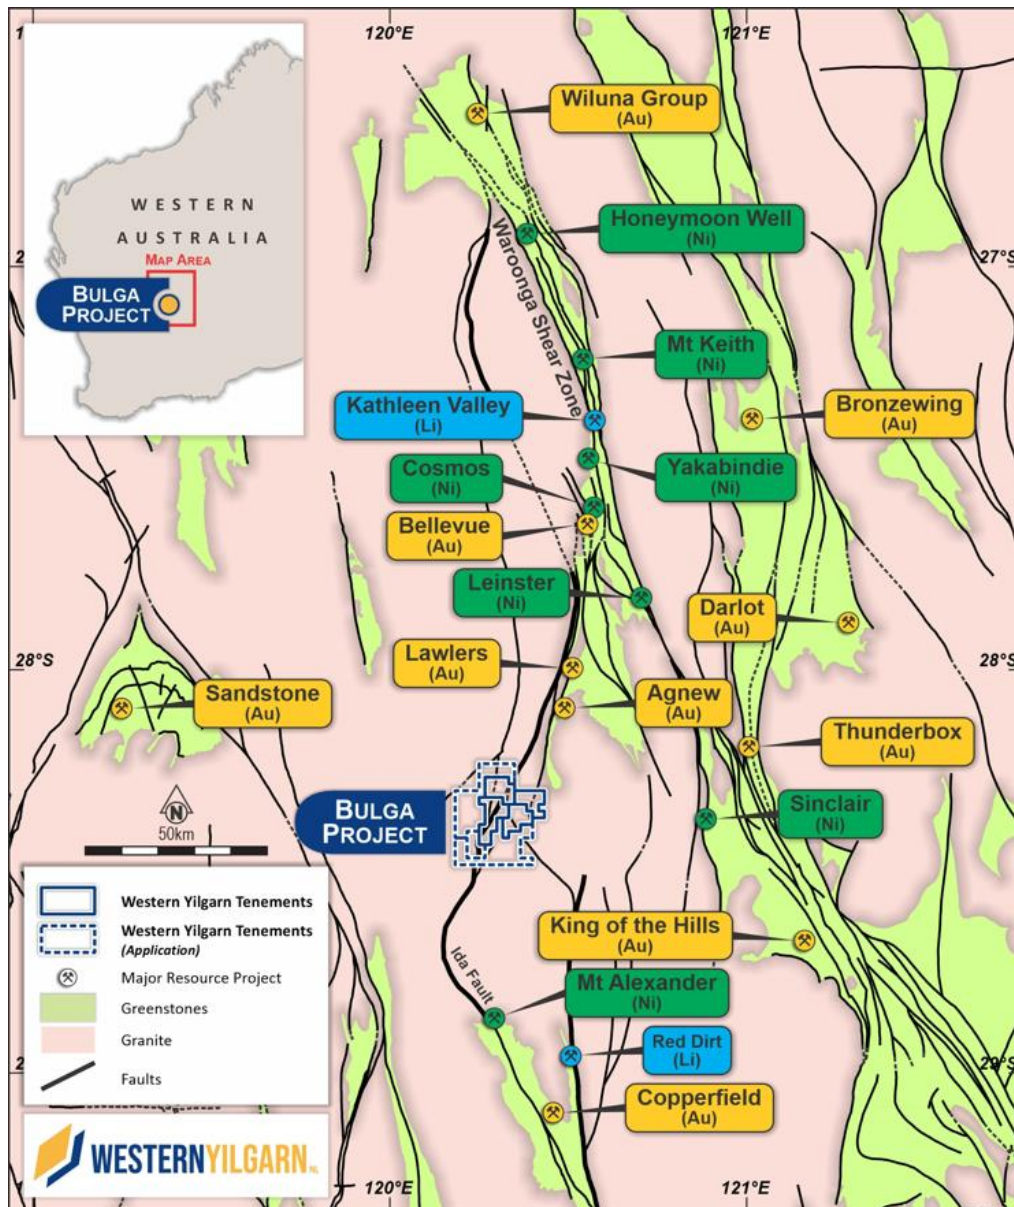 120°E
121°E
WESTERN
AUSTRALIA
MAP AREA
BULGA
PROJECT
Wiluna Group
(Au)
Waroonga Shear Zone
Honeymoon Well
(Ni)
27°S
Mt Keith
(Ni)
Kathleen Valley
(Li)
Bronzewing
(Au)
Cosmos
(Ni)
Yakabindie
(Ni)
Bellevue
(Au)
Leinster
(Ni)
Darlot
(Au)
28°S
28°S
Lawlers
(Au)
Sandstone
(Au)
Agnew
(Au)
Thunderbox
(Au)
BULGA
PROJECT
Sinclair
(Ni)
N
50km
Western Yilgarn Tenements
Western Yilgarn Tenements
(Application)
Major Resource Project
Greenstones
Granite
Faults
King of the Hills
(Au)
Ida Fault
Mt Alexander
(Ni)
Red Dirt
(Li)
29°S
Copperfield
(Au)
WESTERNYILGARN NL
120°E
121°E